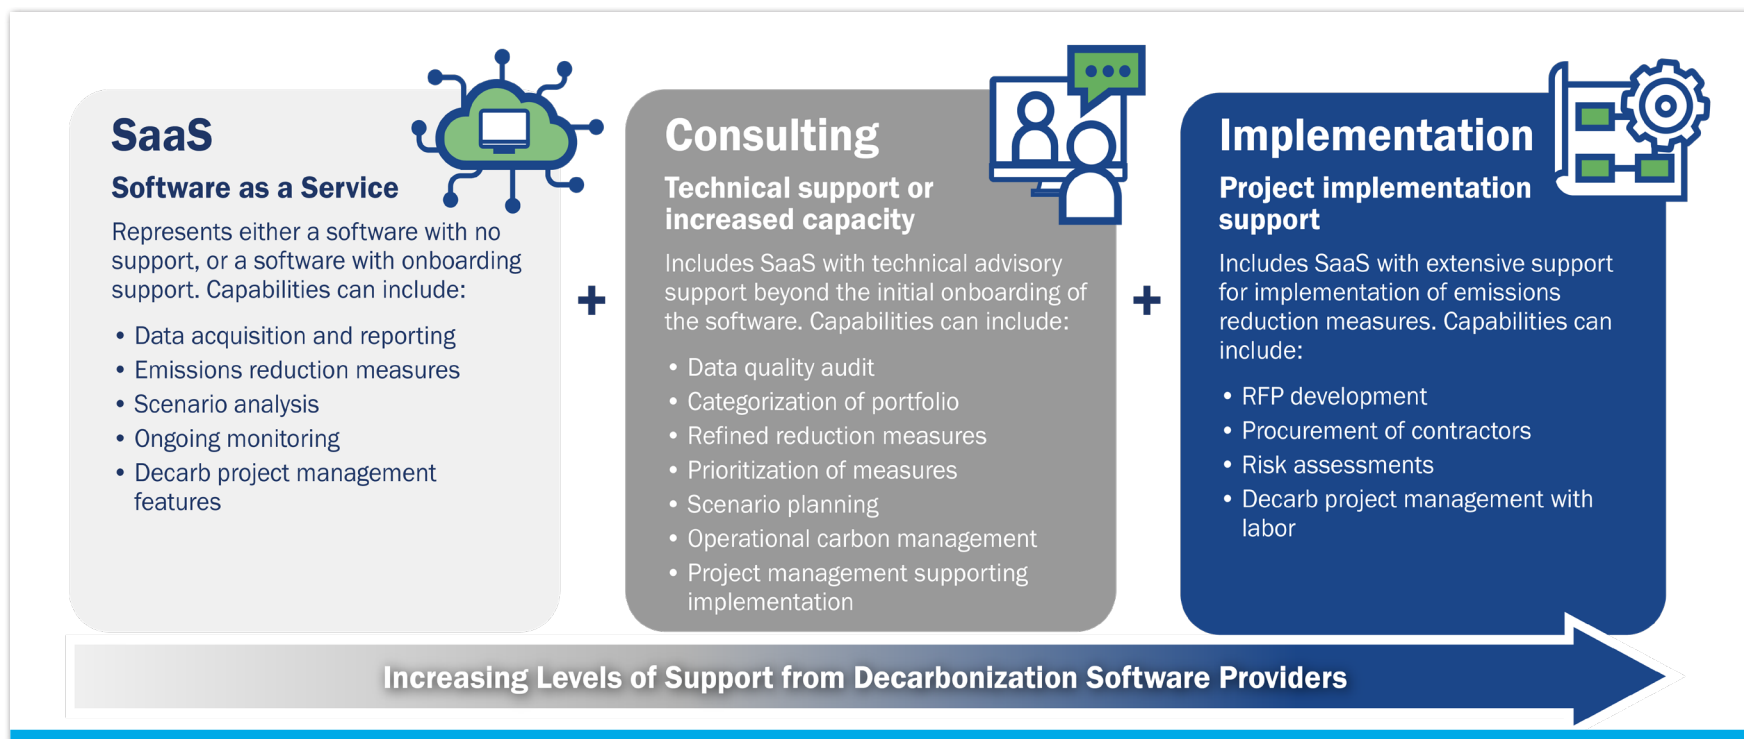 SaaS
Software as a Service
Represents either a software with no
support, or a software with onboarding
support. Capabilities can include:
• Data acquisition and reporting
• Emissions reduction measures
• Scenario analysis
• Ongoing monitoring
• Decarb project management
features
+
Consulting
Technical support or
increased capacity
Includes SaaS with technical advisory
support beyond the initial onboarding of
the software. Capabilities can include:
• Data quality audit
• Categorization of portfolio
• Refined reduction measures
• Prioritization of measures
• Scenario planning
• Operational carbon management
• Project management supporting
implementation
+
Implementation
Project implementation
support
Includes SaaS with extensive support
for implementation of emissions
reduction measures. Capabilities can
include:
• RFP development
• Procurement of contractors
• Risk assessments
• Decarb project management with
labor
Increasing Levels of Support from Decarbonization Software Providers